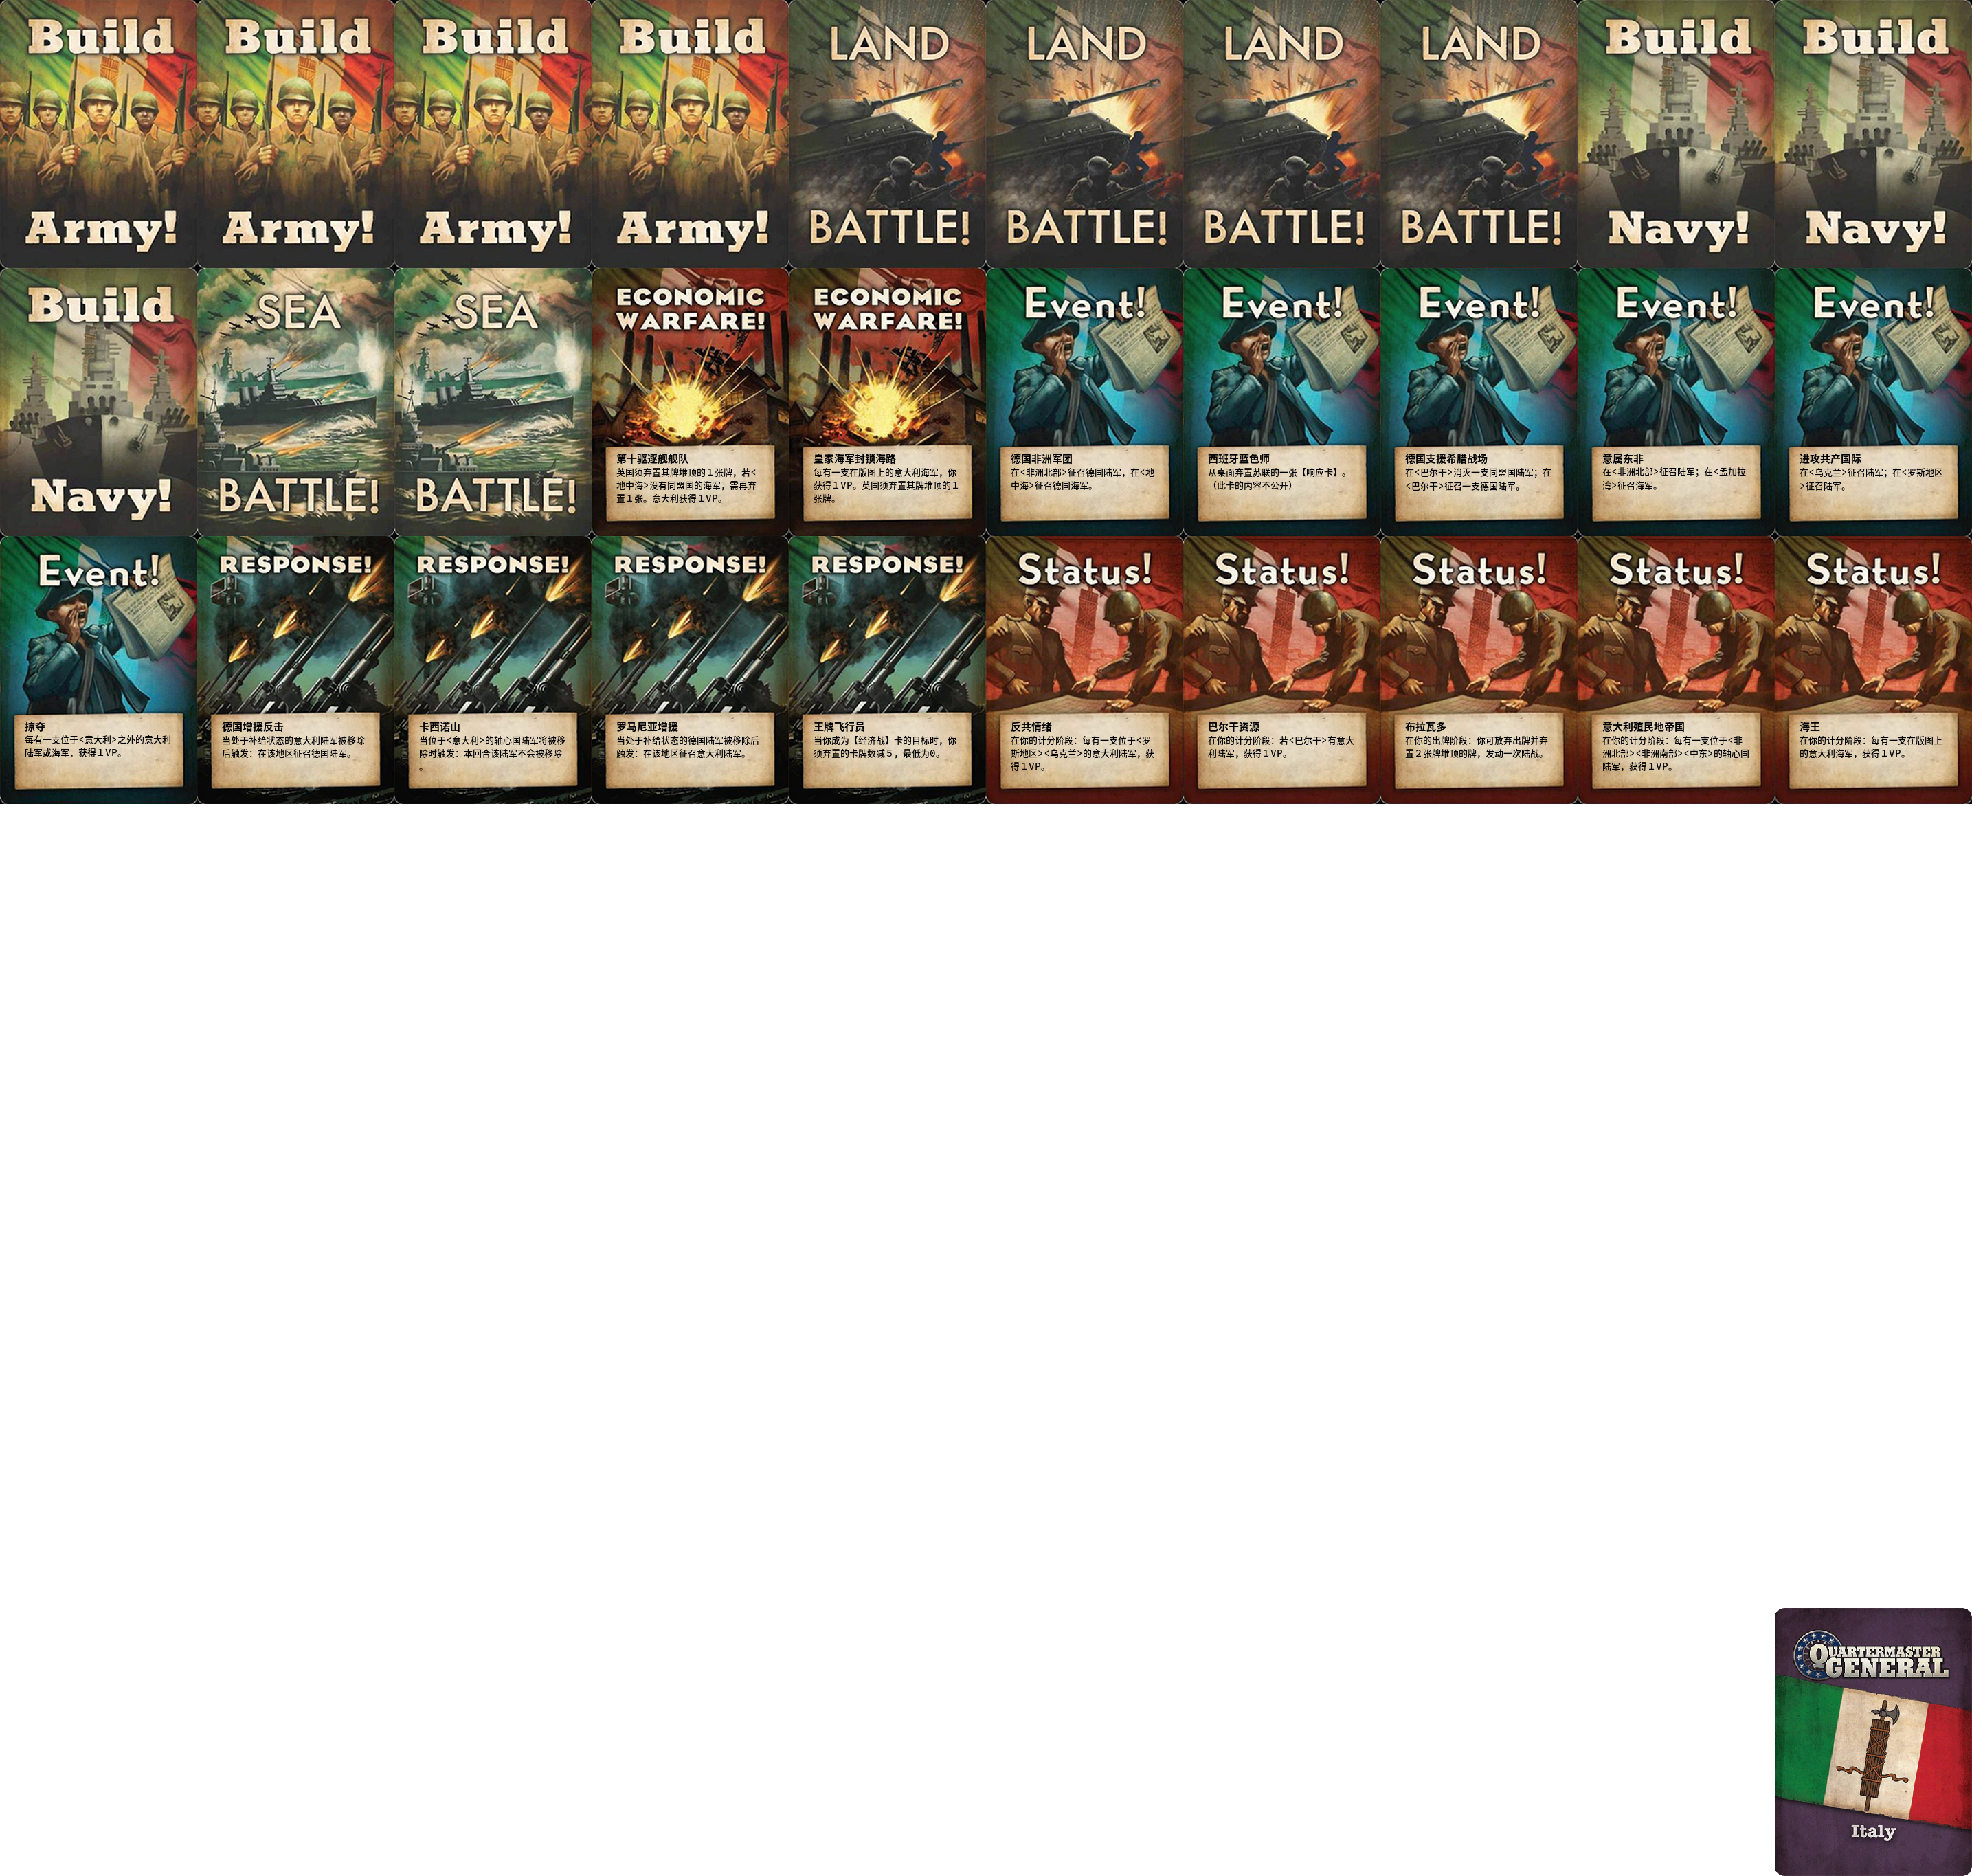 Build
Army!
Build
Army!
Build
Army!
Build
Army!
LAND
BATTLE!
LAND
BATTLE!
LAND
BATTLE!
LAND
BATTLE!
Build
Navy!
Build
Navy!
Build
Navy!
SEA
BATTLE!
SEA
BATTLE!
ECONOMIC
WARFARE!
第十驱逐舰舰队
英国须弃置其牌堆顶的1张牌，若<
地中海>没有同盟国的海军，需再弃
置1张。意大利获得1VP。
ECONOMIC
WARFARE!
皇家海军封锁海路
每有一支在版图上的意大利海军，你
获得1VP。英国须弃置其牌堆顶的1
张牌。
Event!
德国非洲军团
在<非洲北部>征召德国陆军，在<地
中海>征召德国海军。
Event!
西班牙蓝色师
从桌面弃置苏联的一张【响应卡】。
（此卡的内容不公开）
Event!
德国支援希腊战场
在<巴尔干>消灭一支同盟国陆军；在
<巴尔干>征召一支德国陆军。
Event!
意属东非
在<非洲北部>征召陆军；在<孟加拉
湾>征召海军。
Event!
进攻共产国际
在<乌克兰>征召陆军；在<罗斯地区
>征召陆军。
Event!
掠夺
每有一支位于<意大利>之外的意大利
陆军或海军，获得1VP。
RESPONSE!
德国增援反击
当处于补给状态的意大利陆军被移除
后触发：在该地区征召德国陆军。
RESPONSE!
卡西诺山
当位于<意大利>的轴心国陆军将被移
除时触发：本回合该陆军不会被移除
。
RESPONSE!
罗马尼亚增援
当处于补给状态的德国陆军被移除后
触发：在该地区征召意大利陆军。
RESPONSE!
王牌飞行员
当你成为【经济战】卡的目标时，你
须弃置的卡牌数减5，最低为0。
Status!
反共情绪
在你的计分阶段：每有一支位于<罗
斯地区><乌克兰>的意大利陆军，获
得1VP。
Status!
巴尔干资源
在你的计分阶段：若<巴尔干>有意大
利陆军，获得1VP。
Status!
布拉瓦多
在你的出牌阶段：你可放弃出牌并弃
置2张牌堆顶的牌，发动一次陆战。
Status!
意大利殖民地帝国
在你的计分阶段：每有一支位于<非
洲北部><非洲南部><中东>的轴心国
陆军，获得1VP。
Status!
海王
在你的计分阶段：每有一支在版图上
的意大利海军，获得1VP。
QUARTERMASTER
GENERAL
Italy